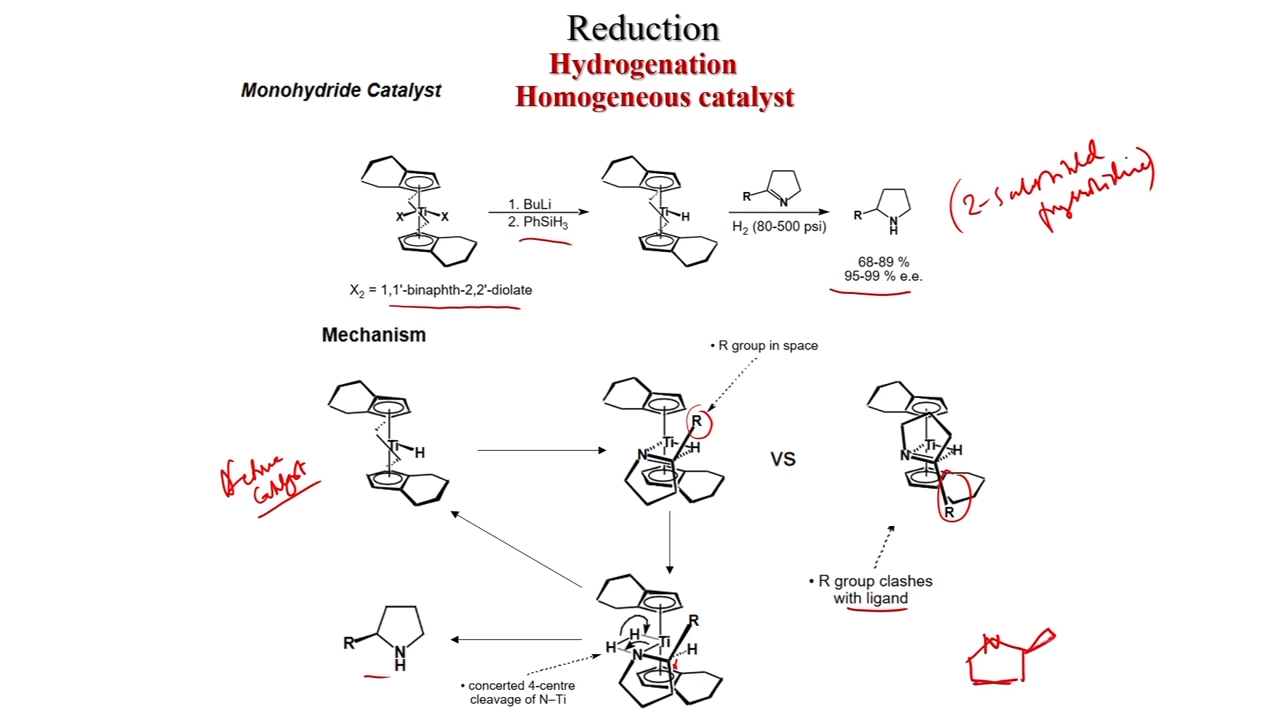 Reduction
Hydrogenation
Monohydride Catalyst
Homogeneous catalyst
X Ti X
1. BuLi
2. PhSiH3
Ti H
R N
H2 (80-500 psi)
R N
H
68-89 %
95-99 % e.e.
(2-substituted
pyrrolidine)
X2 = 1,1'-binaphth-2,2'-diolate
Mechanism
• R group in space
Ti H
R
Ti H
N
VS
Ti H
N
R
Active
Catalyst
• R group clashes
with ligand
R
H Ti
H N H
R N
H
• concerted 4-centre
cleavage of N–Ti
N